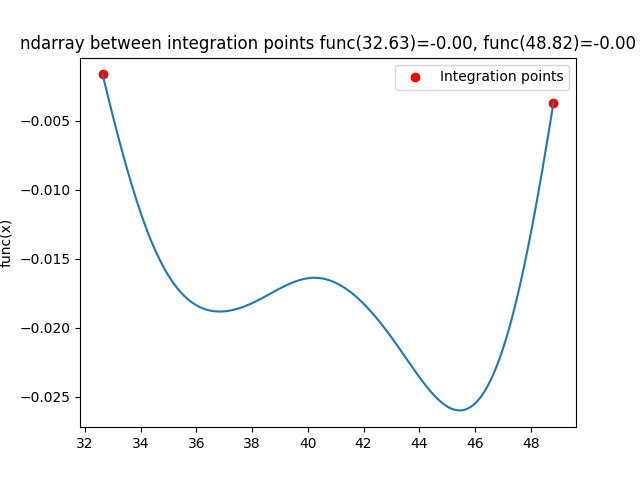 ndarray between integration points func(32.63)=-0.00, func(48.82)=-0.00
Integration points
func(x)
−0.005
−0.010
−0.015
−0.020
−0.025
32 34 36 38 40 42 44 46 48